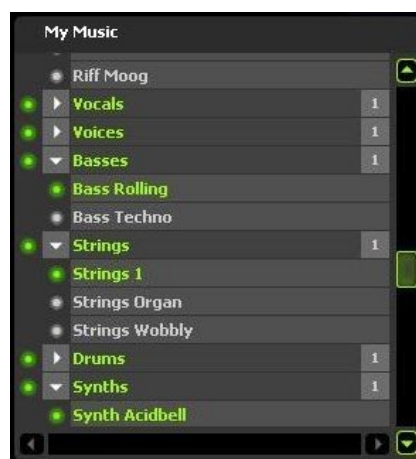 My Music
Riff Moog
Vocals 1
Voices 1
Basses 1
Bass Rolling
Bass Techno
Strings 1
Strings 1
Strings Organ
Strings Wobbly
Drums 1
Synths 1
Synth Acidbell